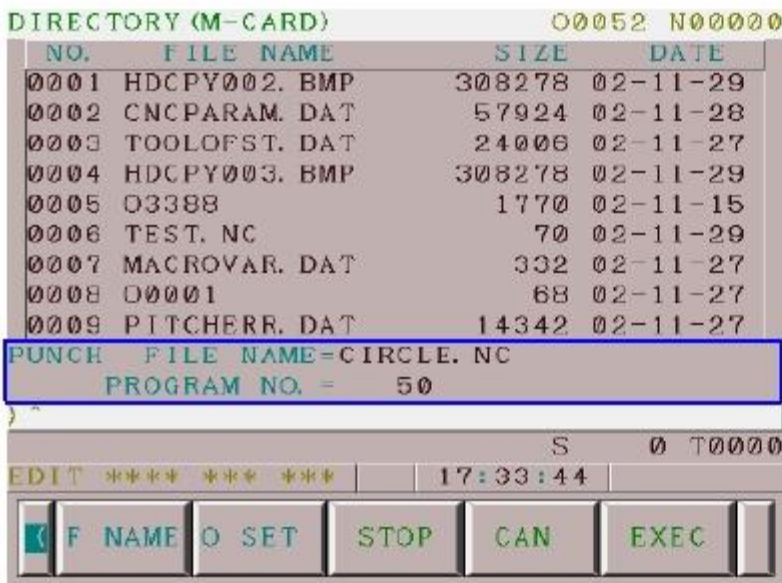 DIRECTORY (M-CARD) O0052 N00000
NO. FILE NAME SIZE DATE
0001 HDCPY002. BMP 308278 02-11-29
0002 CNCPARAM. DAT 57924 02-11-28
0003 TOOLOFST. DAT 24006 02-11-27
0004 HDCPY003. BMP 308278 02-11-29
0005 O3388 1770 02-11-15
0006 TEST. NC 70 02-11-29
0007 MACROVAR. DAT 332 02-11-27
0008 O0001 68 02-11-27
0009 PITCHERR. DAT 14342 02-11-27
PUNCH FILE NAME=CIRCLE. NC
PROGRAM NO. = 50
) ^
S 0 T0000
EDIT **** *** *** 17:33:44
( F NAME O SET STOP CAN EXEC